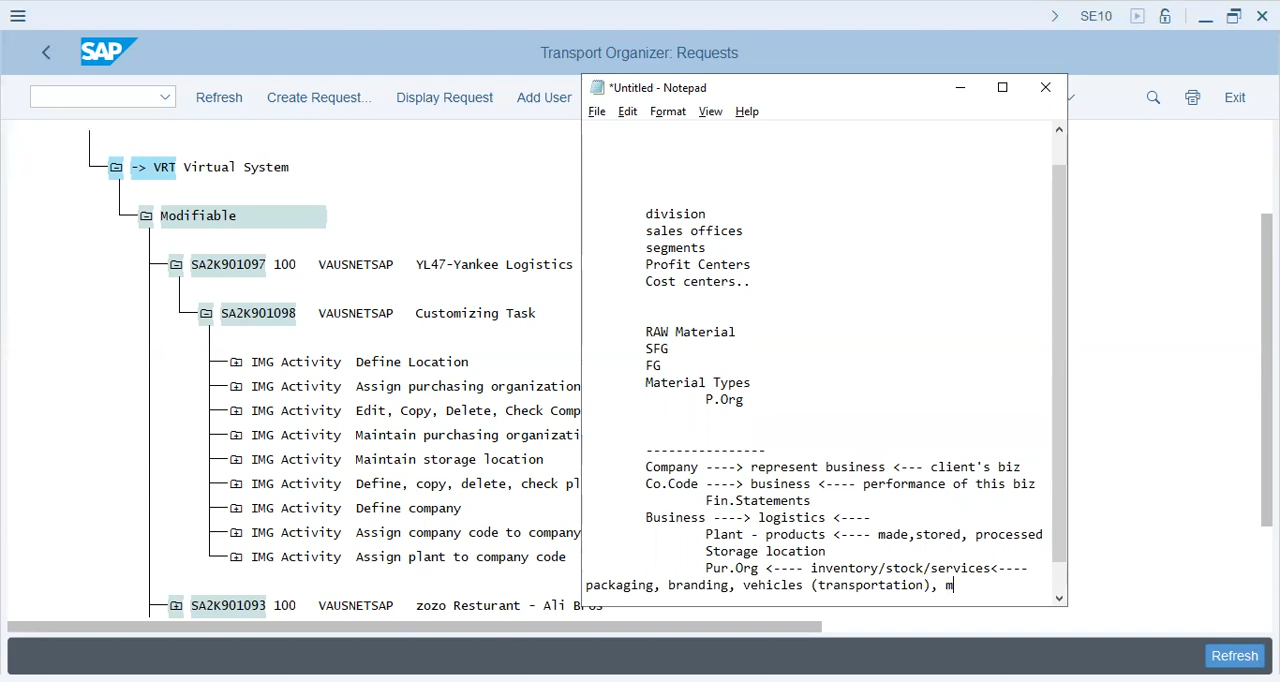 SE10
SAP
Transport Organizer: Requests
Refresh
Create Request...
Display Request
Add User
Exit
-> VRT Virtual System
Modifiable
SA2K901097 100 VAUSNETSAP YL47-Yankee Logistics
SA2K901098 VAUSNETSAP Customizing Task
IMG Activity Define Location
IMG Activity Assign purchasing organization
IMG Activity Edit, Copy, Delete, Check Comp
IMG Activity Maintain purchasing organizati
IMG Activity Maintain storage location
IMG Activity Define, copy, delete, check pl
IMG Activity Define company
IMG Activity Assign company code to company
IMG Activity Assign plant to company code
SA2K901093 100 VAUSNETSAP zozo Resturant - Ali Bros
Refresh
*Untitled - Notepad
File Edit Format View Help
division
sales offices
segments
Profit Centers
Cost centers..
RAW Material
SFG
FG
Material Types
P.Org
----------------
Company ----> represent business <--- client's biz
Co.Code ----> business <---- performance of this biz
Fin.Statements
Business ----> logistics <----
Plant - products <---- made,stored, processed
Storage location
Pur.Org <---- inventory/stock/services<----
packaging, branding, vehicles (transportation), m